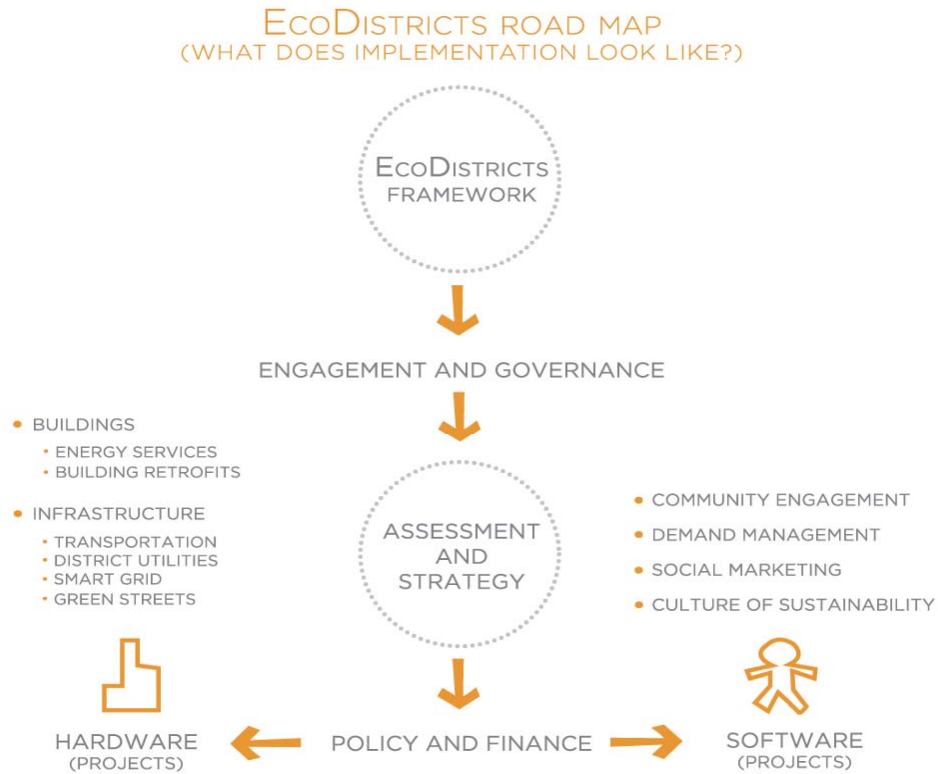 ECODISTRICTS ROAD MAP
(WHAT DOES IMPLEMENTATION LOOK LIKE?)
ECODISTRICTS
FRAMEWORK
ENGAGEMENT AND GOVERNANCE
• BUILDINGS
• ENERGY SERVICES
• BUILDING RETROFITS
• INFRASTRUCTURE
• TRANSPORTATION
• DISTRICT UTILITIES
• SMART GRID
• GREEN STREETS
ASSESSMENT
AND
STRATEGY
• COMMUNITY ENGAGEMENT
• DEMAND MANAGEMENT
• SOCIAL MARKETING
• CULTURE OF SUSTAINABILITY
HARDWARE
(PROJECTS)
POLICY AND FINANCE
SOFTWARE
(PROJECTS)